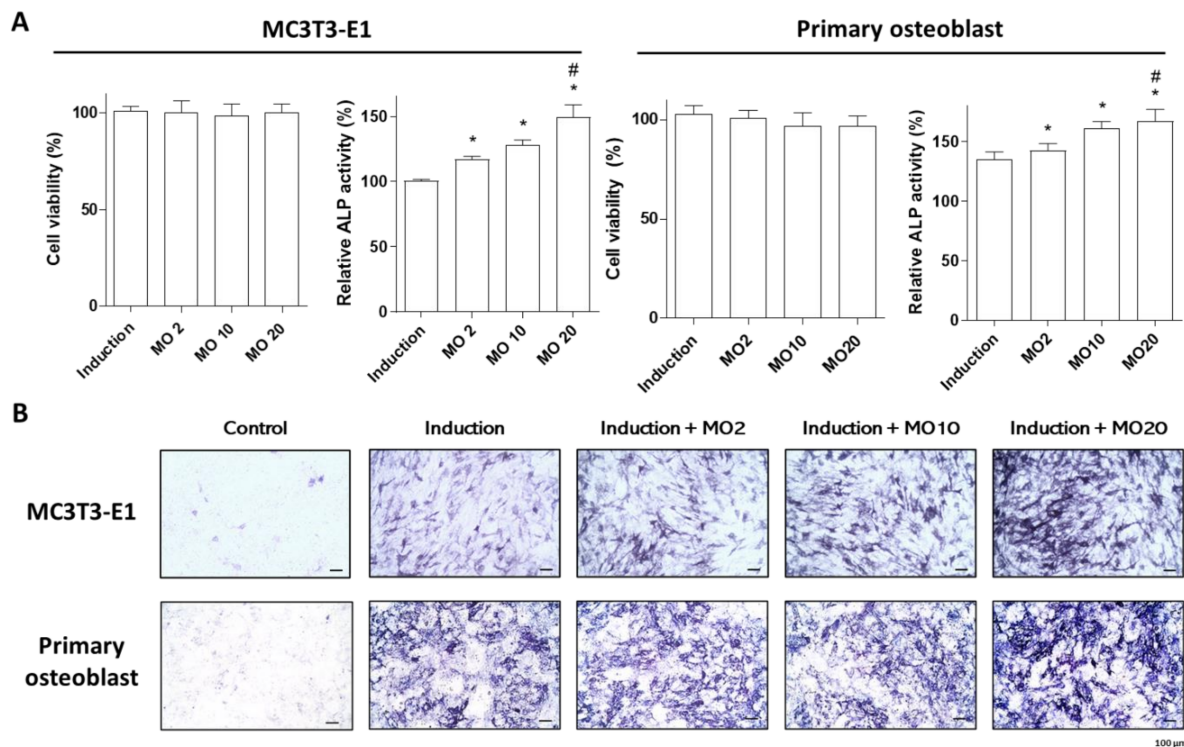 A
MC3T3-E1
Primary osteoblast
Cell viability (%)
100
50
0
Induction
MO 2
MO 10
MO 20
Relative ALP activity (%)
150
100
50
0
Induction
MO 2
MO 10
MO 20
*
*
#
*
Cell viability (%)
100
50
0
Induction
MO2
MO10
MO20
Relative ALP activity (%)
150
100
50
0
Induction
MO2
MO10
MO20
*
*
#
*
B
Control
Induction
Induction + MO2
Induction + MO10
Induction + MO20
MC3T3-E1
Primary
osteoblast
100 µm